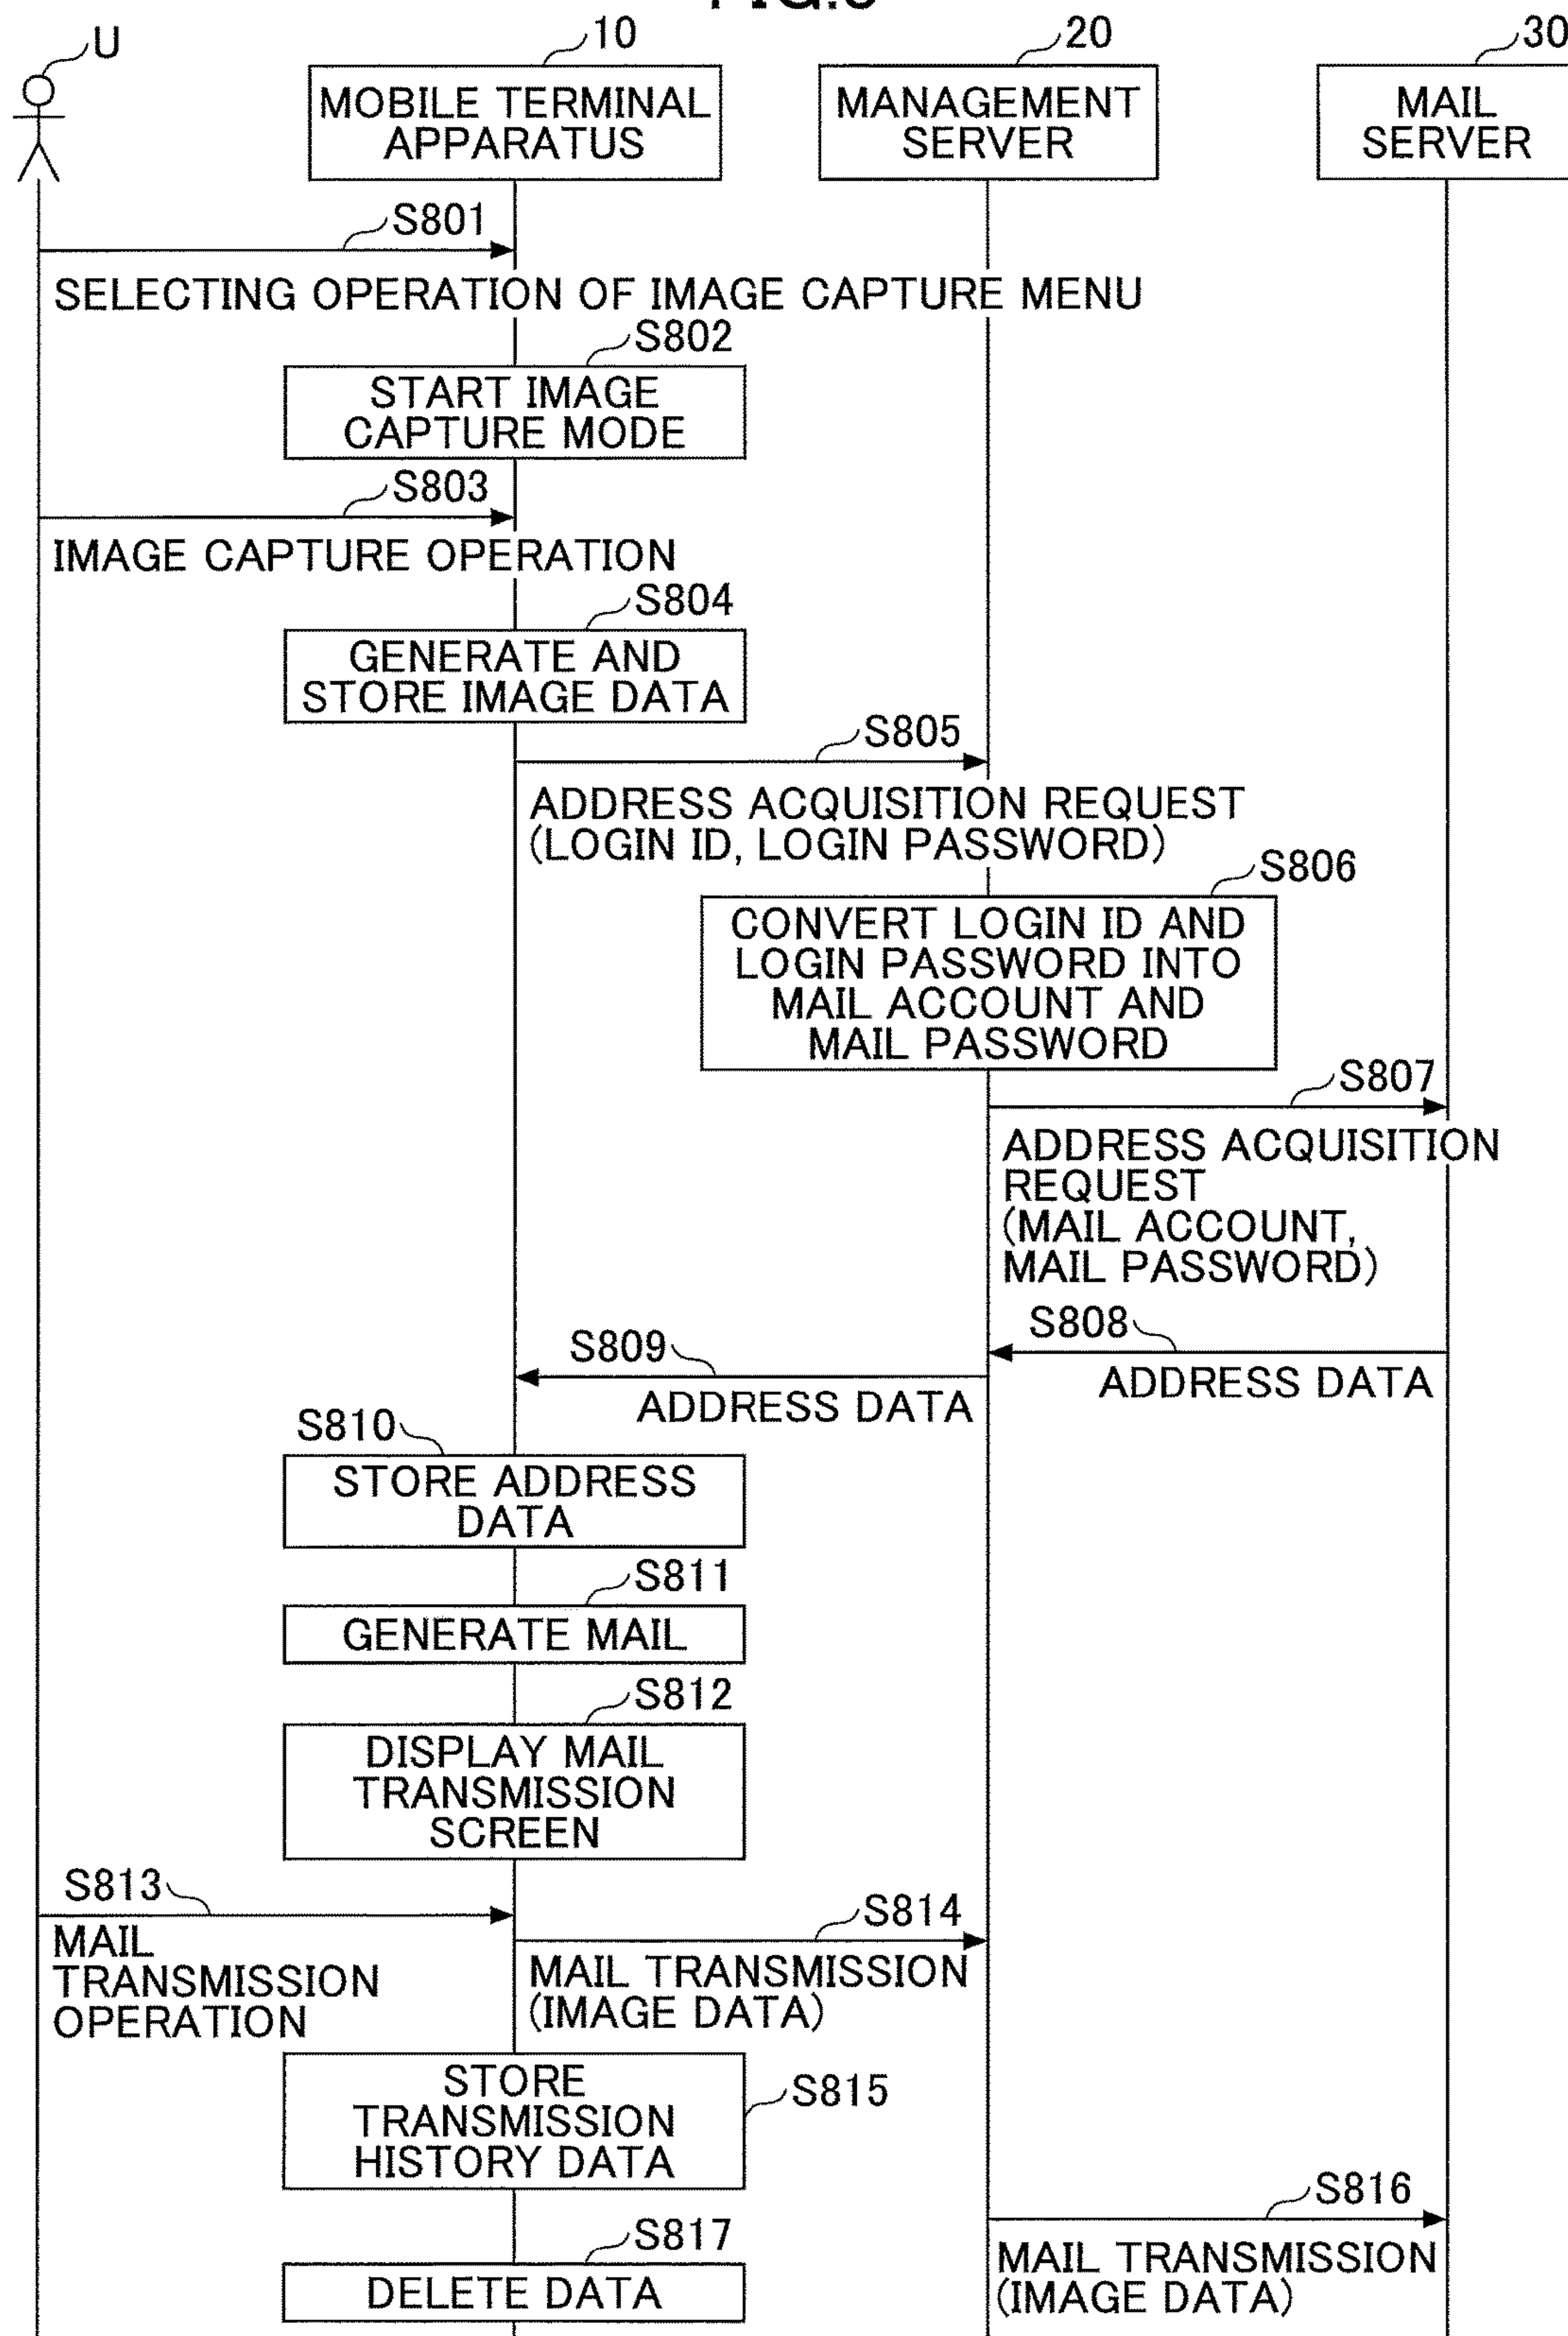 U
10
20
30
MOBILE TERMINAL
APPARATUS
MANAGEMENT
SERVER
MAIL
SERVER
S801
SELECTING OPERATION OF IMAGE CAPTURE MENU
S802
START IMAGE
CAPTURE MODE
S803
IMAGE CAPTURE OPERATION
S804
GENERATE AND
STORE IMAGE DATA
S805
ADDRESS ACQUISITION REQUEST
(LOGIN ID, LOGIN PASSWORD)
S806
CONVERT LOGIN ID AND
LOGIN PASSWORD INTO
MAIL ACCOUNT AND
MAIL PASSWORD
S807
ADDRESS ACQUISITION
REQUEST
(MAIL ACCOUNT,
MAIL PASSWORD)
S808
ADDRESS DATA
S809
ADDRESS DATA
S810
STORE ADDRESS
DATA
S811
GENERATE MAIL
S812
DISPLAY MAIL
TRANSMISSION
SCREEN
S813
MAIL
TRANSMISSION
OPERATION
S814
MAIL TRANSMISSION
(IMAGE DATA)
STORE
TRANSMISSION
HISTORY DATA
S815
S816
MAIL TRANSMISSION
(IMAGE DATA)
S817
DELETE DATA